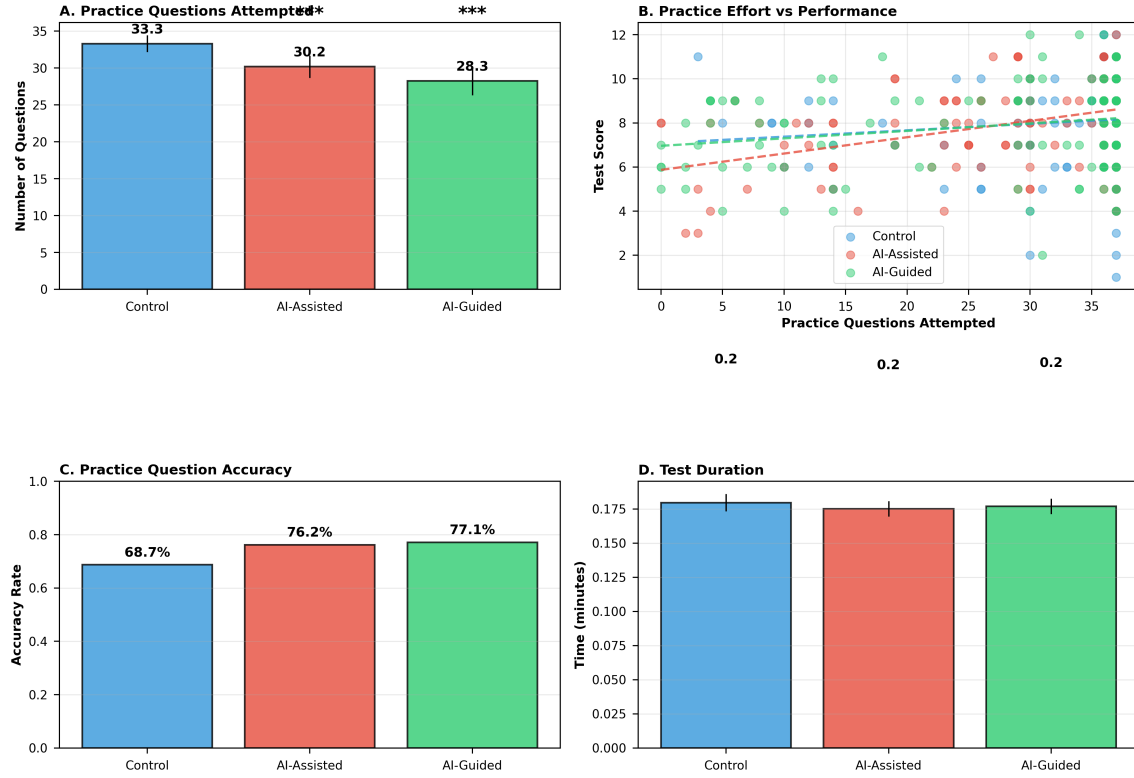 A. Practice Questions Attempted
***
***
33.3
30.2
28.3
35
30
25
20
15
10
5
0
Number of Questions
Control
AI-Assisted
AI-Guided
B. Practice Effort vs Performance
12
10
8
6
4
2
Test Score
Control
AI-Assisted
AI-Guided
0
5
10
15
20
25
30
35
Practice Questions Attempted
C. Practice Question Accuracy
1.0
0.8
0.6
0.4
0.2
0.0
Accuracy Rate
68.7%
76.2%
77.1%
Control
AI-Assisted
AI-Guided
0.2
0.2
0.2
D. Test Duration
0.175
0.150
0.125
0.100
0.075
0.050
0.025
0.000
Time (minutes)
Control
AI-Assisted
AI-Guided